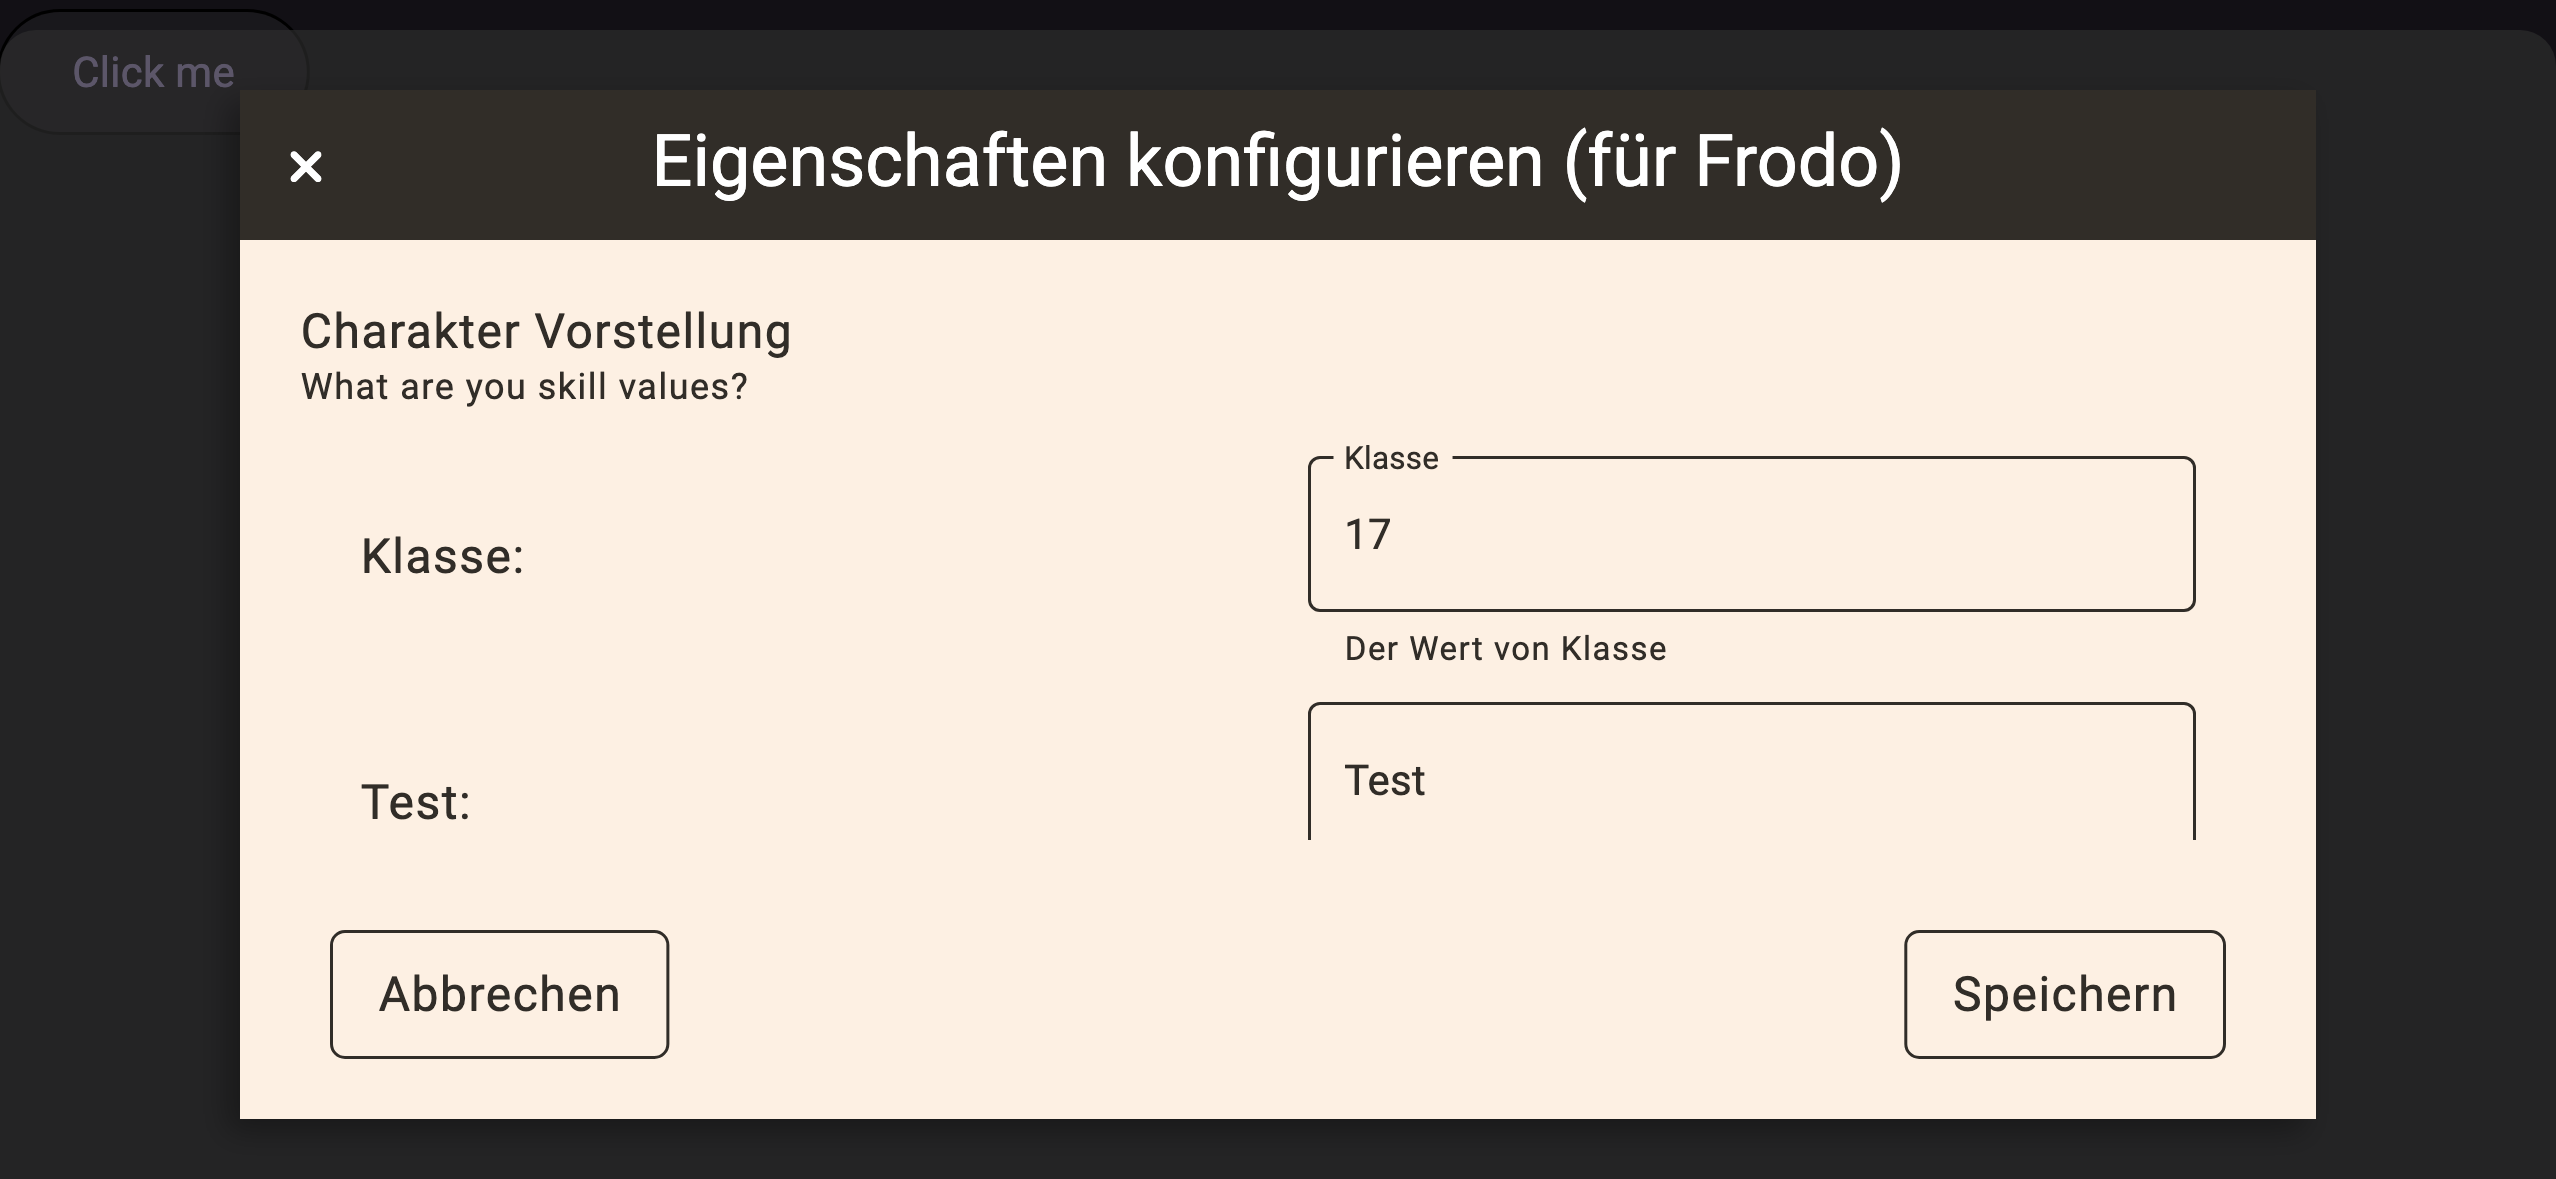 Click me
Eigenschaften konfigurieren (für Frodo)
Charakter Vorstellung
What are you skill values?
Klasse
Klasse:
17
Der Wert von Klasse
Test:
Test
Abbrechen
Speichern